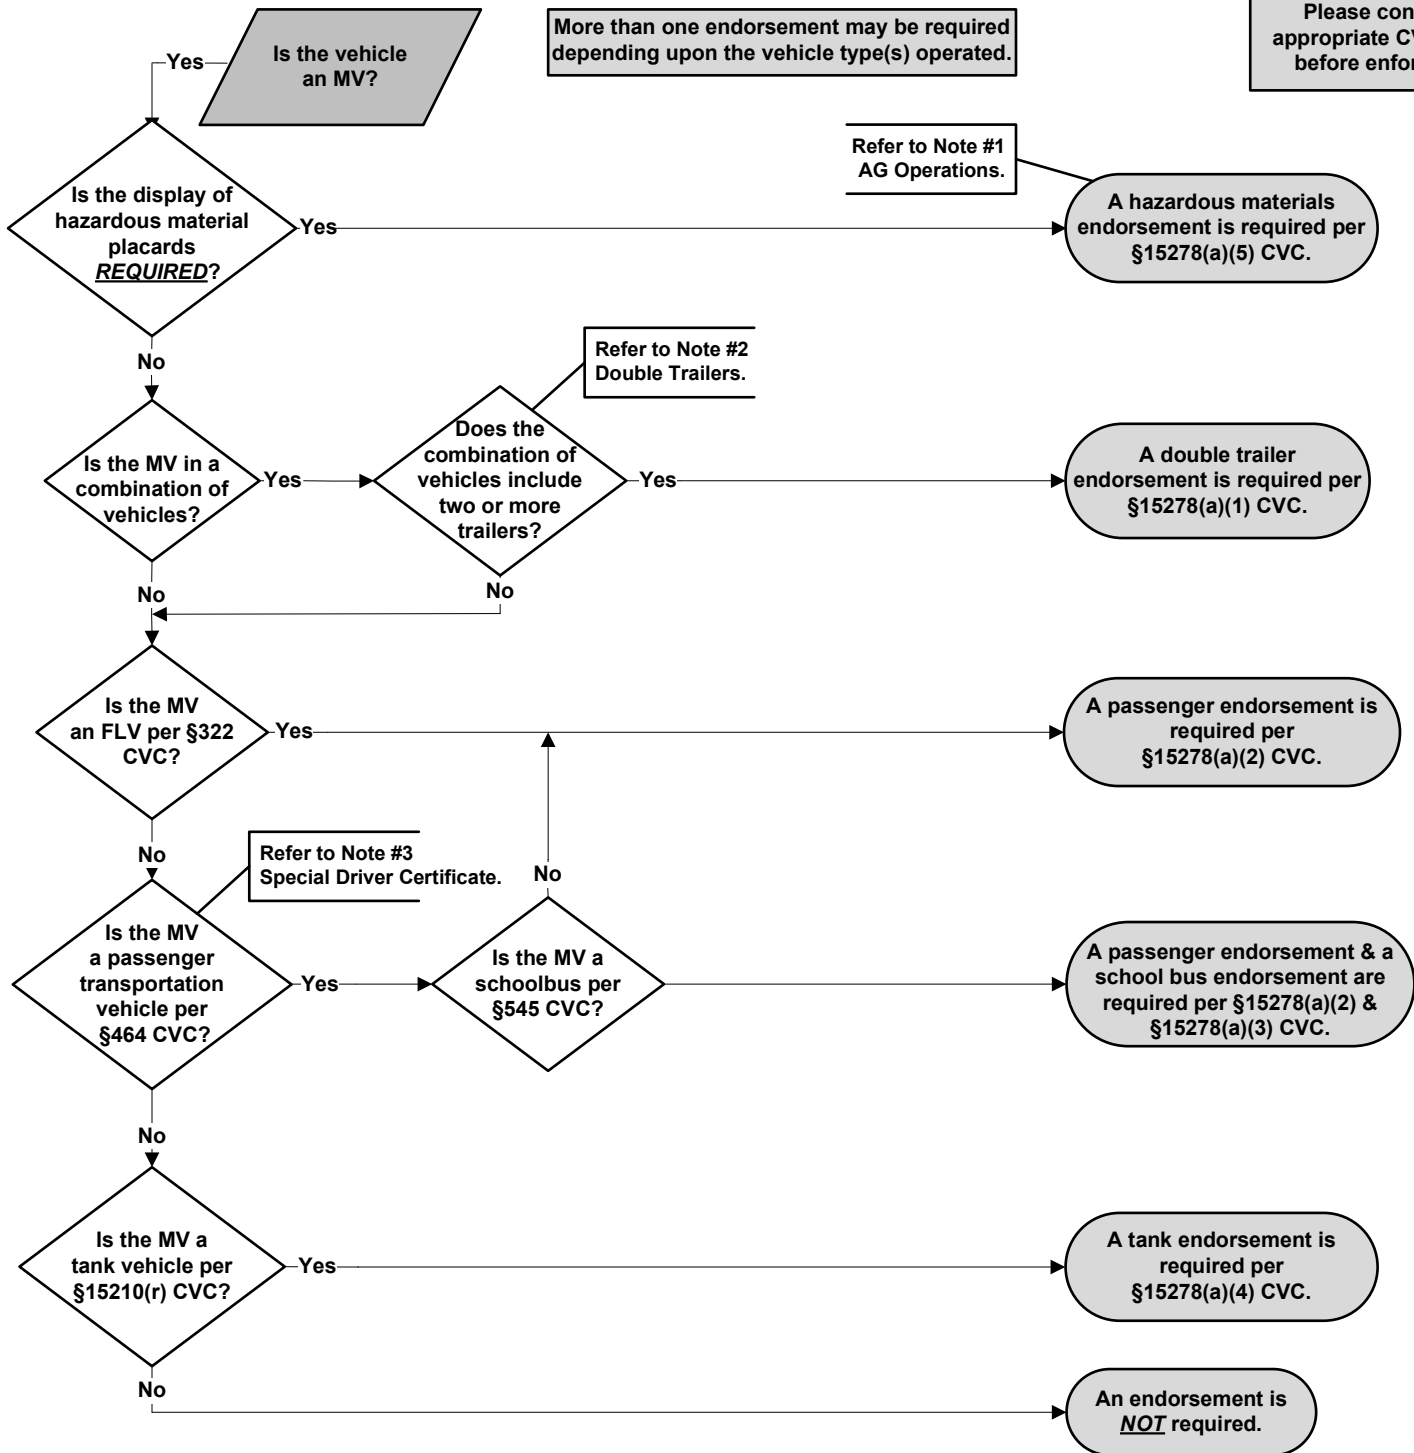 Is the vehicle
an MV?
Yes
More than one endorsement may be required
depending upon the vehicle type(s) operated.
Please con
appropriate CV
before enfor
Refer to Note #1
AG Operations.
Is the display of
hazardous material
placards
REQUIRED?
Yes
A hazardous materials
endorsement is required per
§15278(a)(5) CVC.
No
Refer to Note #2
Double Trailers.
Is the MV in a
combination of
vehicles?
Yes
Does the
combination of
vehicles include
two or more
trailers?
Yes
A double trailer
endorsement is required per
§15278(a)(1) CVC.
No
No
Is the MV
an FLV per §322
CVC?
Yes
A passenger endorsement is
required per
§15278(a)(2) CVC.
No
Refer to Note #3
Special Driver Certificate.
No
Is the MV
a passenger
transportation
vehicle per
§464 CVC?
Yes
Is the MV a
schoolbus per
§545 CVC?
A passenger endorsement & a
school bus endorsement are
required per §15278(a)(2) &
§15278(a)(3) CVC.
No
Is the MV a
tank vehicle per
§15210(r) CVC?
Yes
A tank endorsement is
required per
§15278(a)(4) CVC.
No
An endorsement is
NOT required.